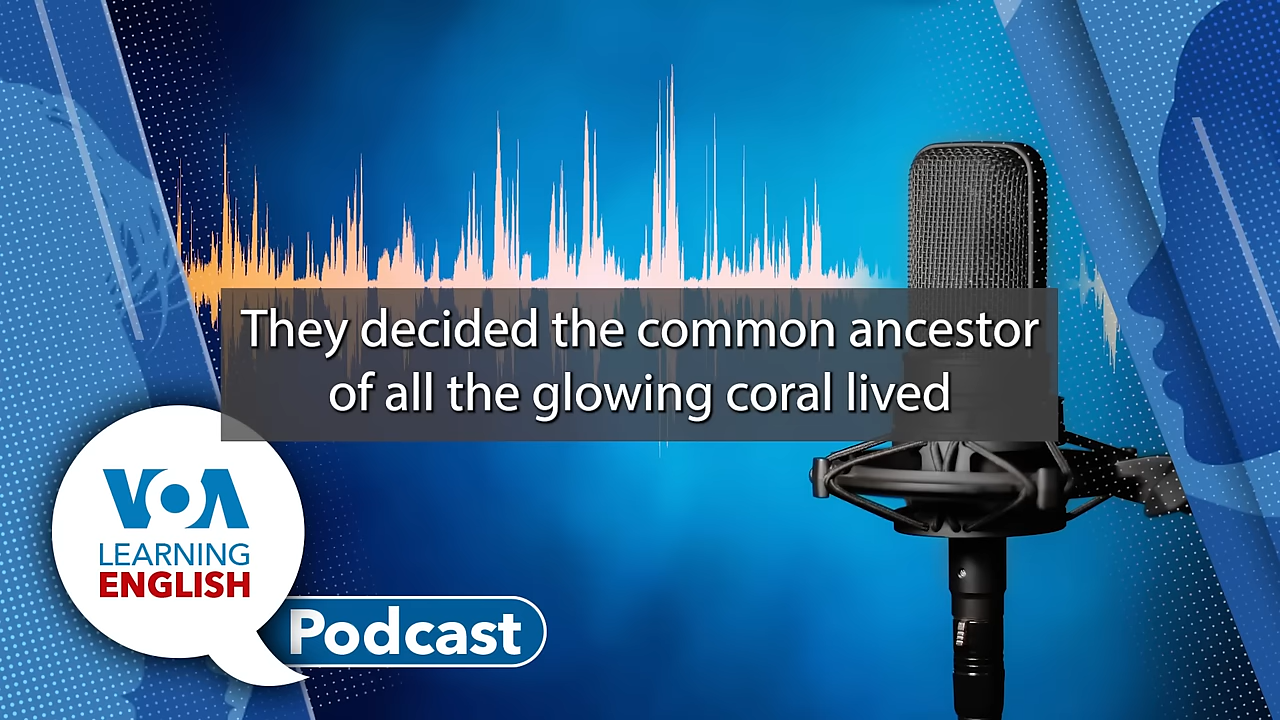 They decided the common ancestor
of all the glowing coral lived
VOA
LEARNING
ENGLISH
Podcast